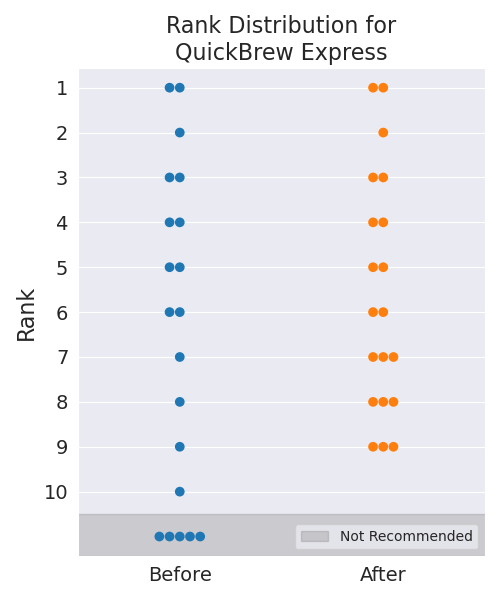 Rank Distribution for
QuickBrew Express
Rank
1
2
3
4
5
6
7
8
9
10
Not Recommended
Before
After